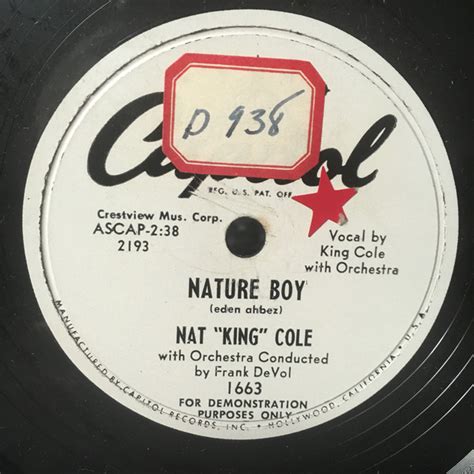 Capitol
D 938
REG. U.S. PAT. OFF.
Crestview Mus. Corp.
ASCAP-2:38
2193
Vocal by
King Cole
with Orchestra
NATURE BOY
(eden ahbez)
NAT "KING" COLE
with Orchestra Conducted
by Frank DeVol
1663
FOR DEMONSTRATION
PURPOSES ONLY
MANUFACTURED BY CAPITOL RECORDS, INC. • HOLLYWOOD, CALIFORNIA • U.S.A.